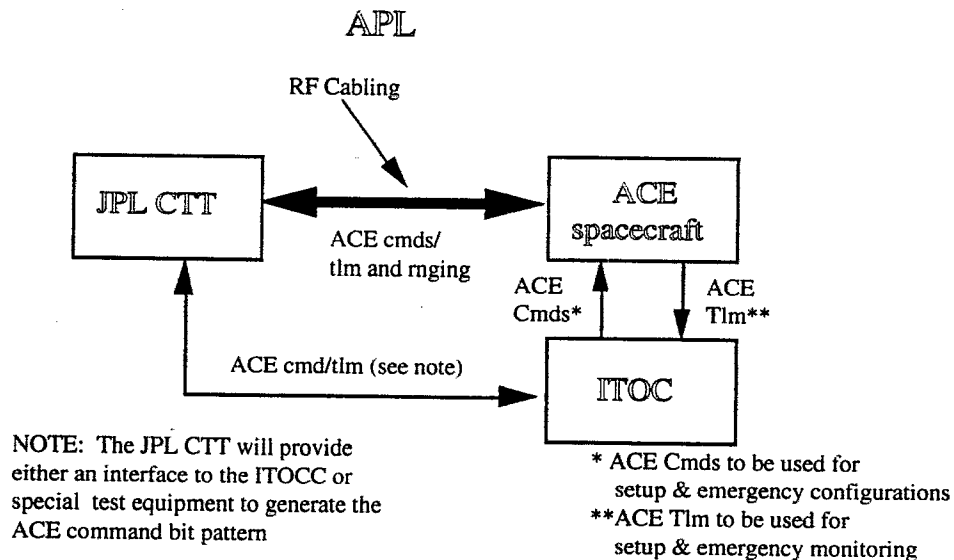 APL
RF Cabling
JPL CTT
ACE
spacecraft
ACE cmds/
tlm and rnging
ACE
Cmds*
ACE
Tlm**
ACE cmd/tlm (see note)
ITOC
NOTE: The JPL CTT will provide
either an interface to the ITOCC or
special test equipment to generate the
ACE command bit pattern
* ACE Cmds to be used for
setup & emergency configurations
**ACE Tlm to be used for
setup & emergency monitoring